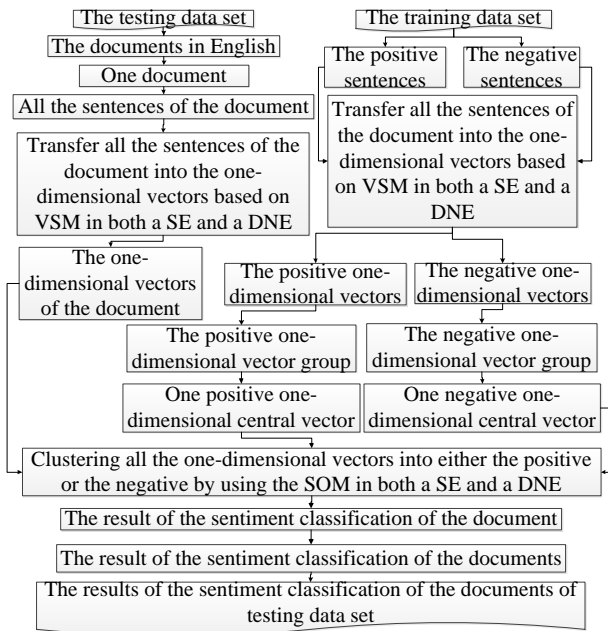 The testing data set
The documents in English
One document
All the sentences of the document
Transfer all the sentences of the
document into the one-
dimensional vectors based on
VSM in both a SE and a DNE
The one-
dimensional vectors
of the document
The training data set
The positive
sentences
The negative
sentences
Transfer all the sentences of
the document into the one-
dimensional vectors based
on VSM in both a SE and a
DNE
The positive one-
dimensional vectors
The negative one-
dimensional vectors
The positive one-
dimensional vector group
The negative one-
dimensional vector group
One positive one-
dimensional central vector
One negative one-
dimensional central vector
Clustering all the one-dimensional vectors into either the positive
or the negative by using the SOM in both a SE and a DNE
The result of the sentiment classification of the document
The result of the sentiment classification of the documents
The results of the sentiment classification of the documents of
testing data set